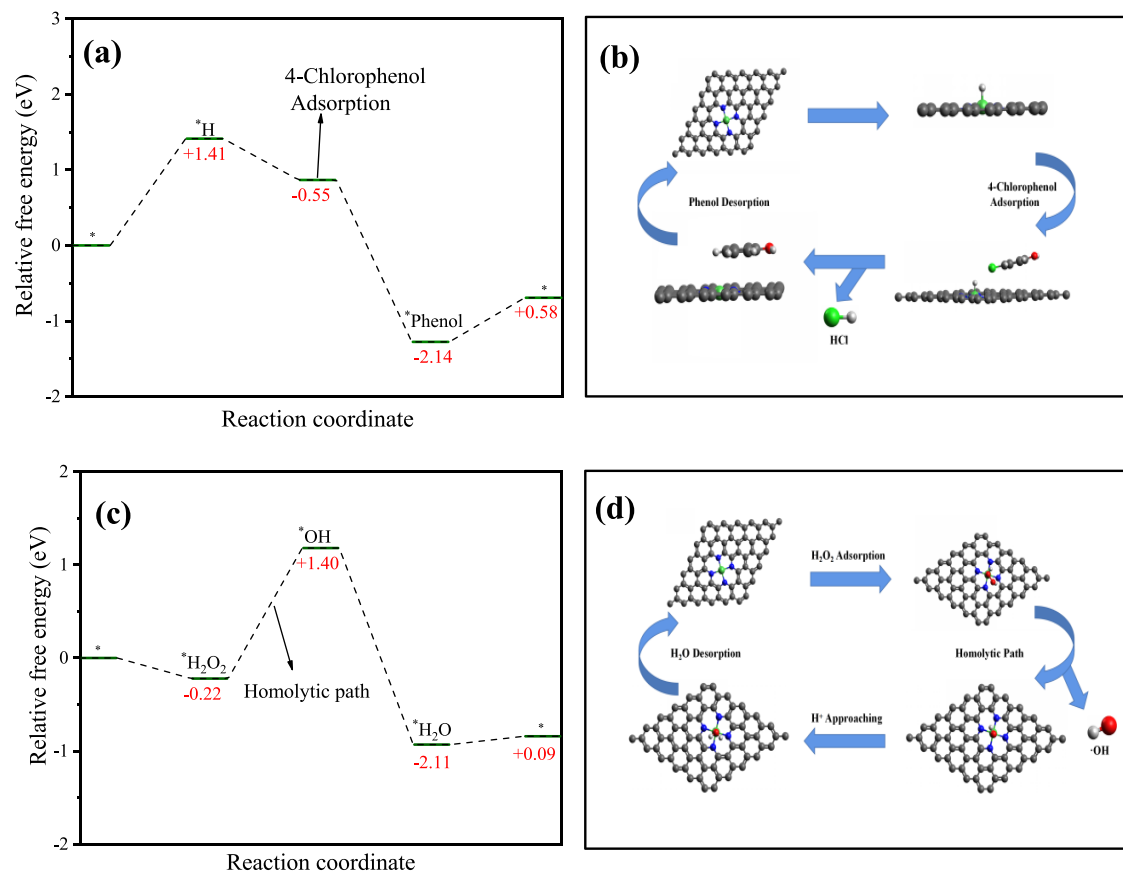 (a)
Relative free energy (eV)
3
2
1
0
-1
-2
*
*H
+1.41
4-Chlorophenol
Adsorption
-0.55
*Phenol
-2.14
*
+0.58
Reaction coordinate
(b)
4-Chlorophenol
Adsorption
Phenol Desorption
HCl
(c)
Relative free energy (eV)
2
1
0
-1
-2
*
*H₂O₂
-0.22
*OH
+1.40
Homolytic path
*H₂O
-2.11
*
+0.09
Reaction coordinate
(d)
H₂O₂ Adsorption
H₂O Desorption
Homolytic Path
H⁺ Approaching
·OH